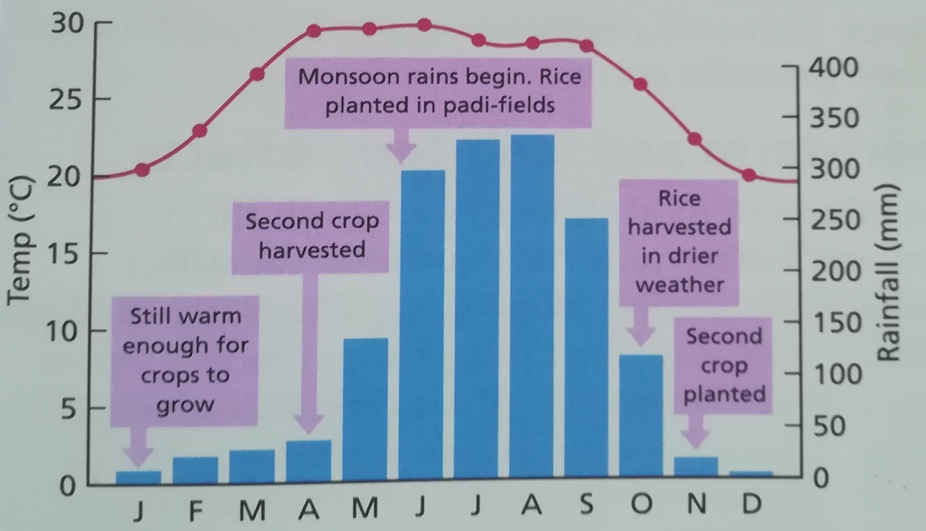 30
25
20
15
10
5
0
Temp (°C)
Monsoon rains begin. Rice
planted in padi-fields
Second crop
harvested
Still warm
enough for
crops to
grow
Rice
harvested
in drier
weather
Second
crop
planted
400
350
300
250
200
150
100
50
0
Rainfall (mm)
J F M A M J J A S O N D